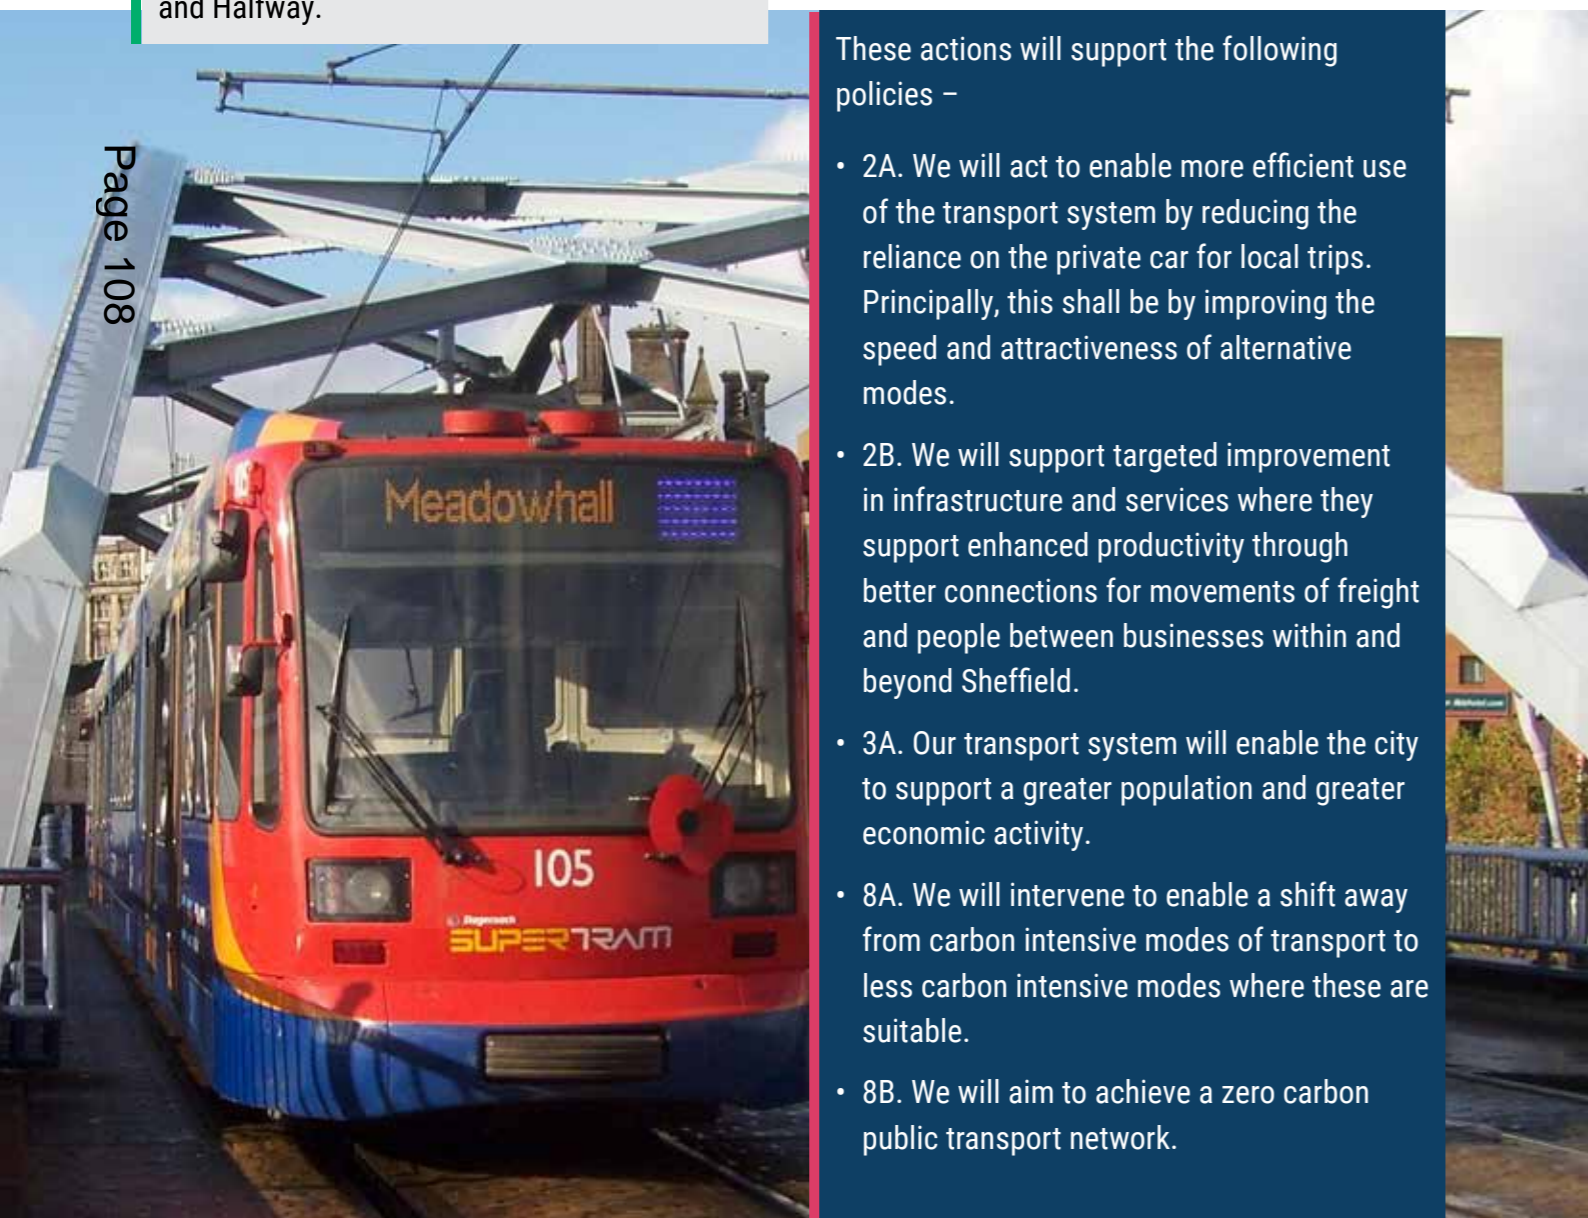 and Halfway.
Page 108
Meadowhall
105
Stagecoach
SUPERTRAM
These actions will support the following
policies –
• 2A. We will act to enable more efficient use
of the transport system by reducing the
reliance on the private car for local trips.
Principally, this shall be by improving the
speed and attractiveness of alternative
modes.
• 2B. We will support targeted improvement
in infrastructure and services where they
support enhanced productivity through
better connections for movements of freight
and people between businesses within and
beyond Sheffield.
• 3A. Our transport system will enable the city
to support a greater population and greater
economic activity.
• 8A. We will intervene to enable a shift away
from carbon intensive modes of transport to
less carbon intensive modes where these are
suitable.
• 8B. We will aim to achieve a zero carbon
public transport network.